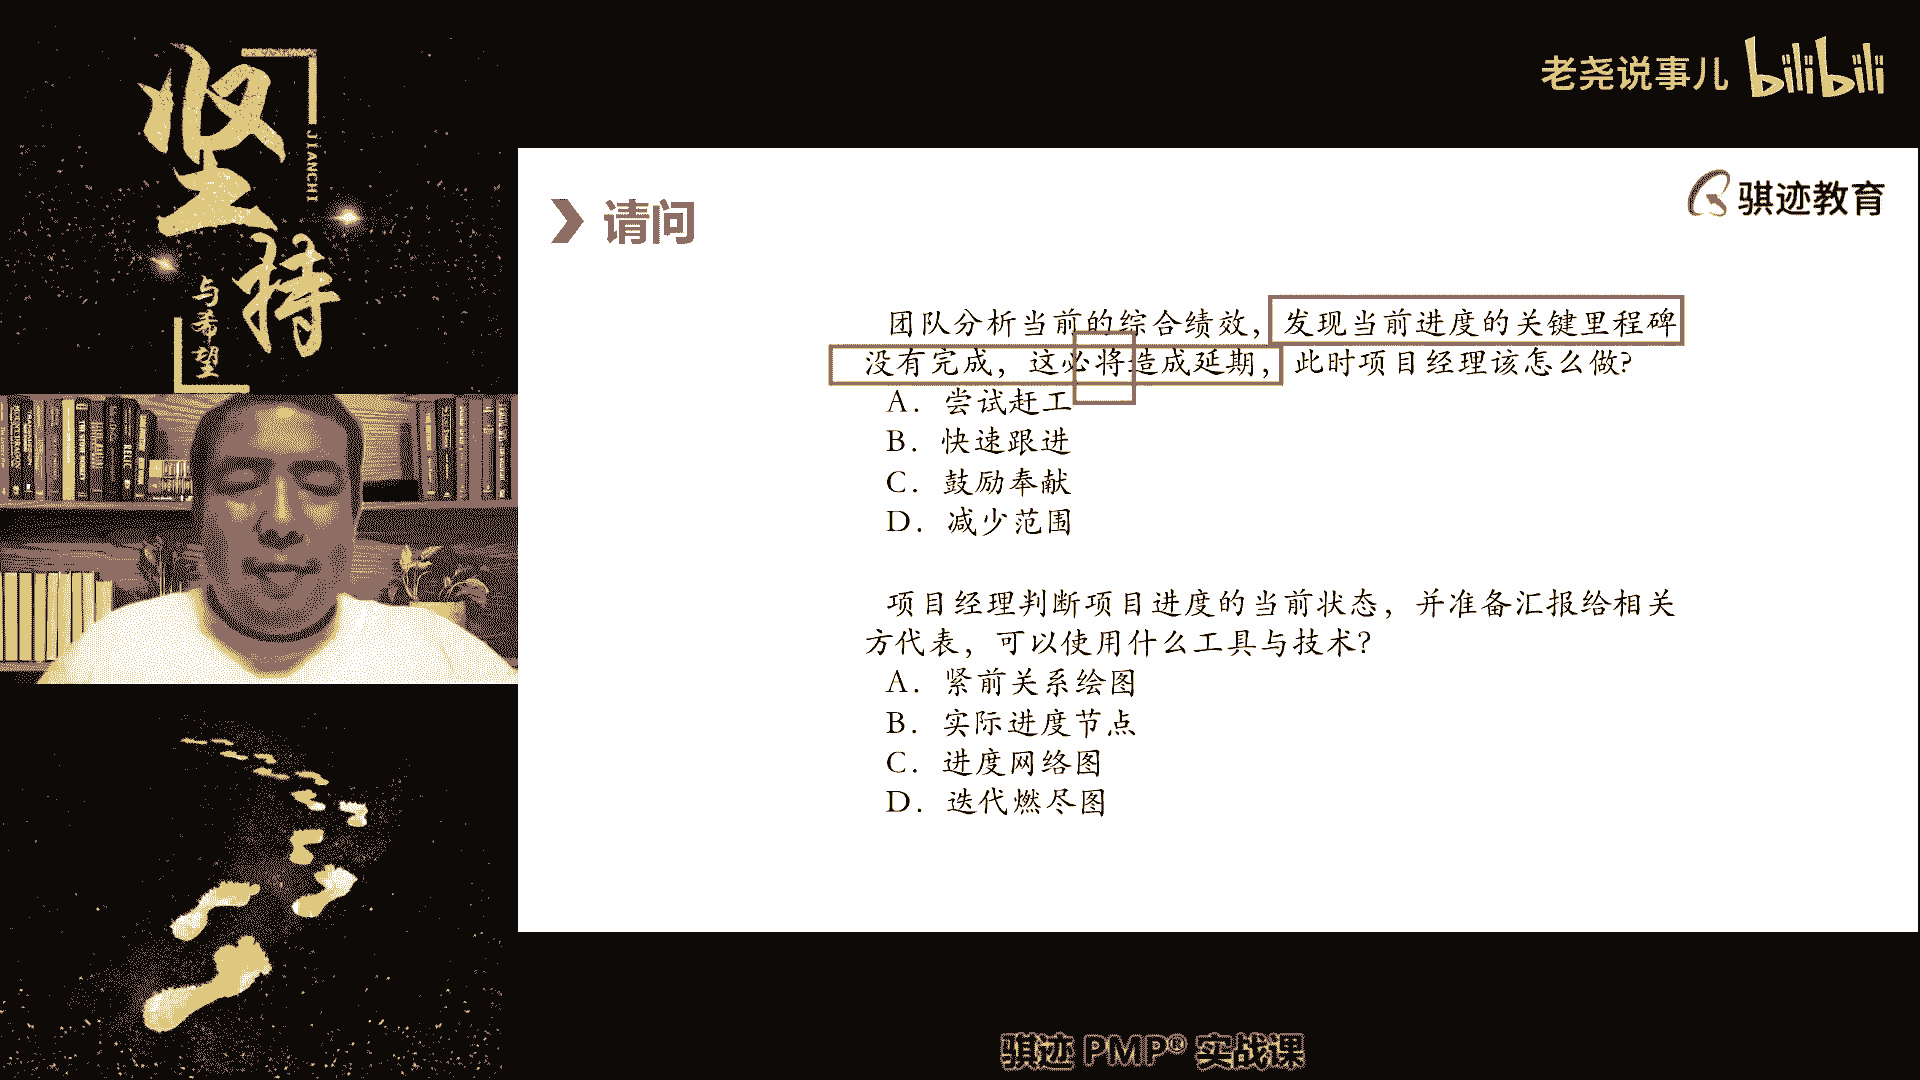 坚持
JIANCHI
与希望
老尧说事儿 bilibili
骐迹教育
请问
团队分析当前的综合绩效，发现当前进度的关键里程碑
没有完成，这必将造成延期，此时项目经理该怎么做?
A. 尝试赶工
B. 快速跟进
C. 鼓励奉献
D. 减少范围
项目经理判断项目进度的当前状态，并准备汇报给相关
方代表，可以使用什么工具与技术?
A. 紧前关系绘图
B. 实际进度节点
C. 进度网络图
D. 迭代燃尽图
骐迹 PMP® 实战课